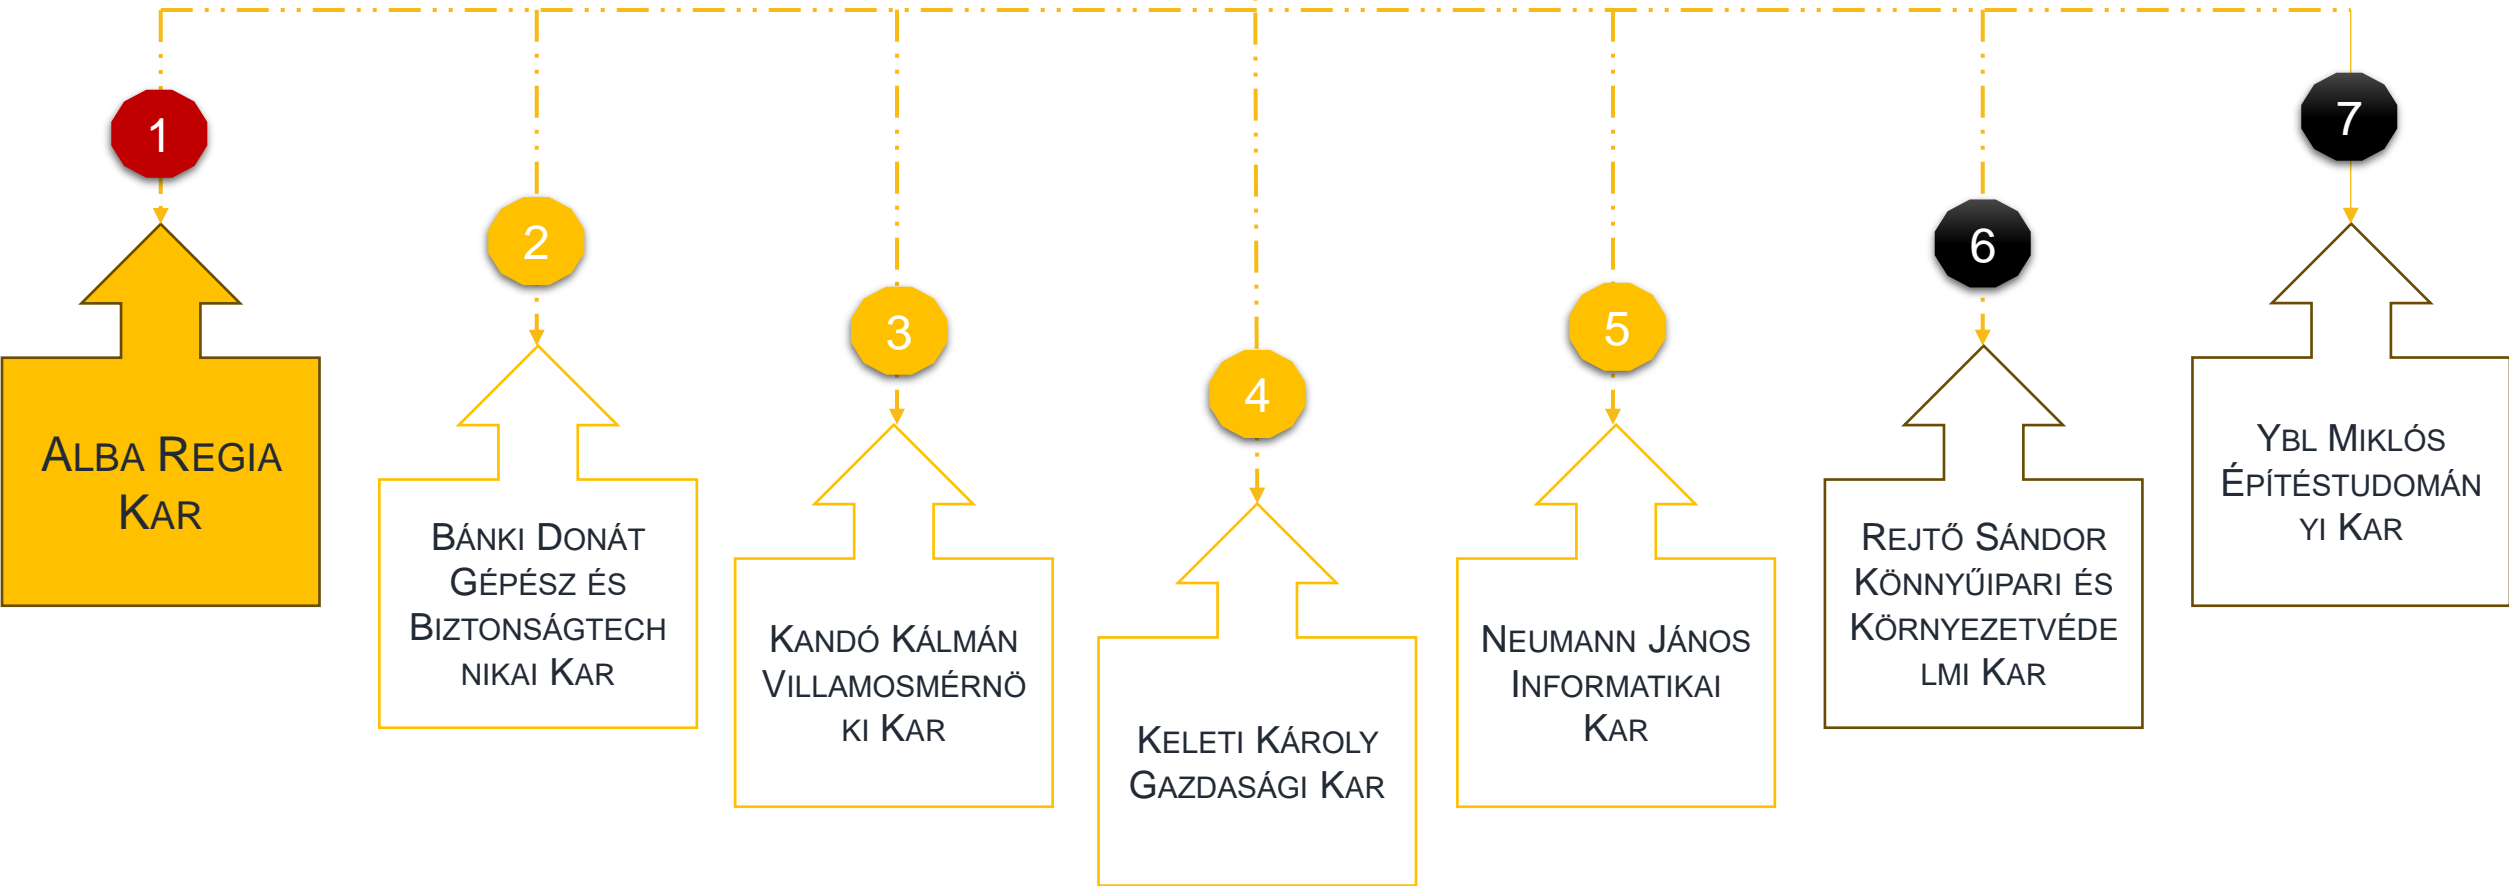 1
Alba Regia
Kar
2
Bánki Donát
Gépész és
Biztonságtech
nikai Kar
3
Kandó Kálmán
Villamosmérnö
ki Kar
4
Keleti Károly
Gazdasági Kar
5
Neumann János
Informatikai
Kar
6
Rejtő Sándor
Könnyűipari és
Környezetvéde
lmi Kar
7
Ybl Miklós
Építéstudomán
yi Kar